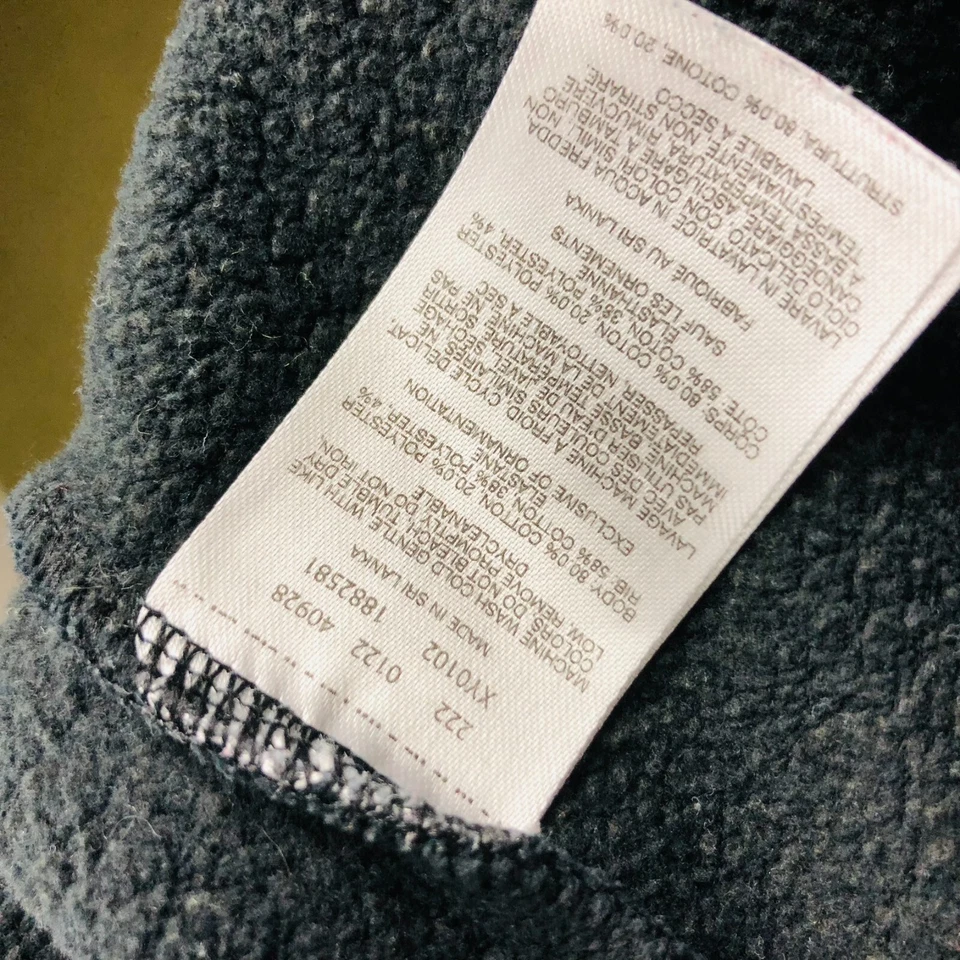 222 0122 40928
XY0102 1882581
MADE IN SRI LANKA
MACHINE WASH COLD GENTLE WITH LIKE
COLORS. DO NOT BLEACH, TUMBLE DRY
LOW REMOVE PROMPTLY DO NOT IRON,
DRYCLEANABLE
BODY 80.0% COTTON 20.00% POLYESTER
RIB 58% COTTON 38% POLYESTER 4%
ELASTANE
EXCLUSIVE OF ORNAMENTATION
LAVAGE MACHINE A FROID CYCLE DELICAT
AVEC DES COULEURS SIMILAIRES NE
PAS UTILISER D'EAU DE JAVEL, SECHAGE
MACHINE BASSE TEMPERATURE, SORTIR
IMMEDIATEMENT DE LA MACHINE, NE PAS
REPASSER, NETTOYABLE A SEC
CORPS: 80.0% COTON 20.0% POLYESTER
COTE 58% COTON 38% POLYESTER, 4%
ELASTHANNE
SAUF LES ORNEMENTS
FABRIQUE AU SRI LANKA
LAVARE IN LAVATRICE IN ACQUA FREDDA
CICLO DELICATO, CON COLORI SIMILI, NON
CANDEGGIARE ASCIUGARE A TAMBURO
A BASSA TEMPERATURA, RIMUOVERE
TEMPESTIVAMENTE, NON STIRARE.
LAVABILE A SECCO
STRUTTURA, 80.0% COTONE, 20.0%